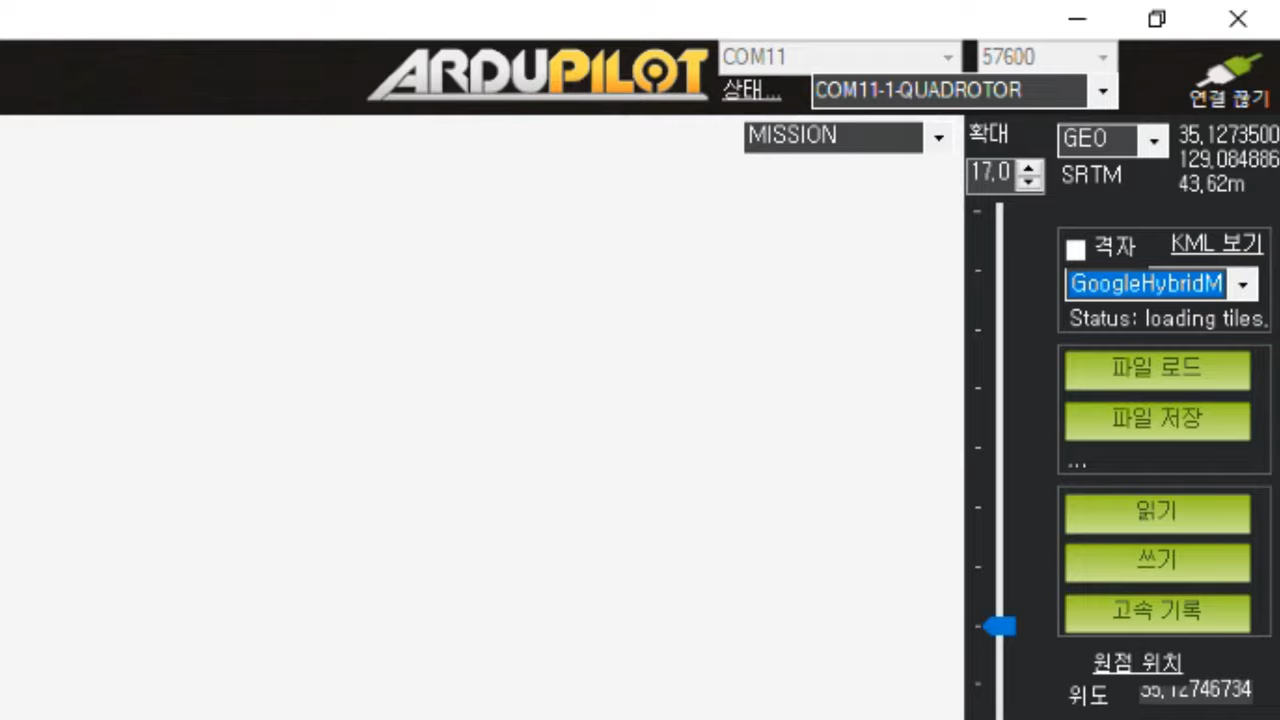 ARDUPILOT
COM11
57600
상태...
COM11-1-QUADROTOR
연결 끊기
MISSION
확대
17,0
GEO
SRTM
35,1273500
129,084886
43,62m
격자
KML 보기
GoogleHybridM
Status: loading tiles.
파일 로드
파일 저장
...
읽기
쓰기
고속 기록
원점 위치
위도
35,12746734